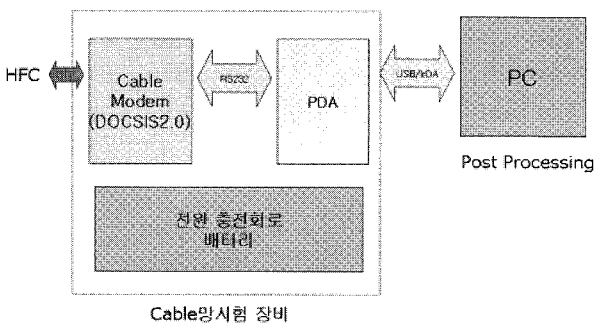 HFC
Cable
Modem
(DOCSIS2.0)
RS232
PDA
USB/IrDA
PC
Post Processing
전원 충전회로
배터리
Cable망시험 장비